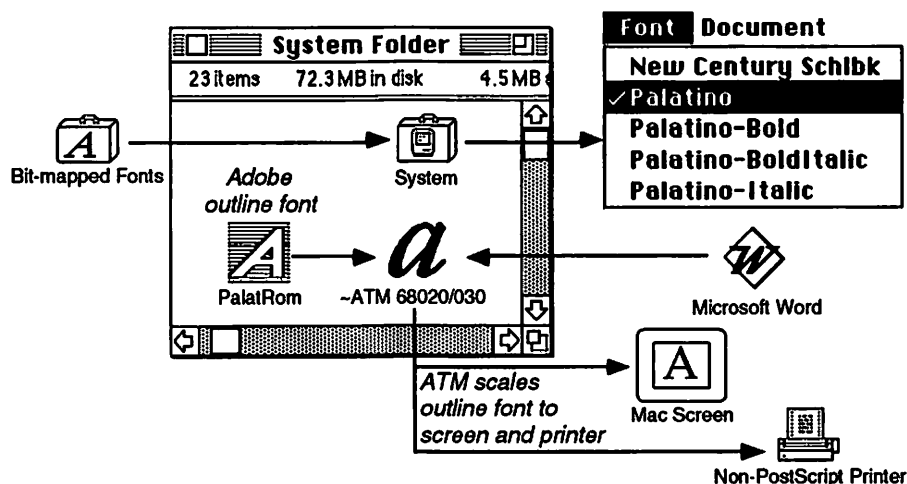 System Folder
23 items 72.3 MB in disk 4.5 MB
Font Document
New Century Schlbk
✓Palatino
Palatino-Bold
Palatino-BoldItalic
Palatino-Italic
A
Bit-mapped Fonts
System
Adobe
outline font
A
PalatRom
a
~ATM 68020/030
W
Microsoft Word
ATM scales
outline font to
screen and printer
A
Mac Screen
Non-PostScript Printer